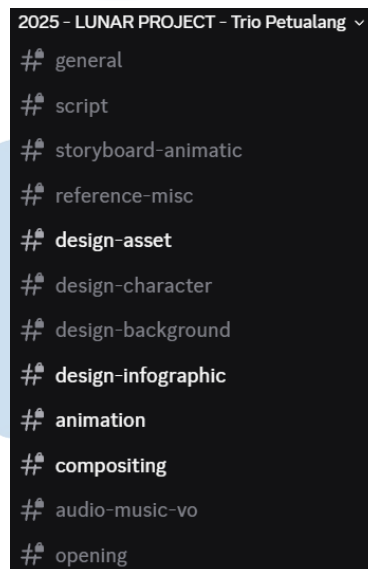 2025 - LUNAR PROJECT - Trio Petualang
general
script
storyboard-animatic
reference-misc
design-asset
design-character
design-background
design-infographic
animation
compositing
audio-music-vo
opening